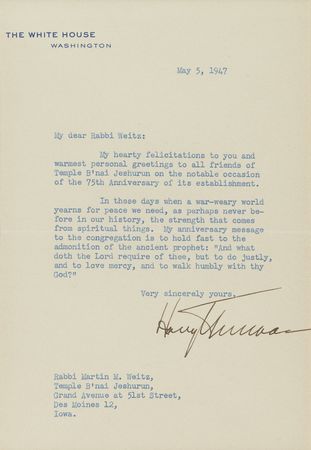 THE WHITE HOUSE
WASHINGTON
May 5, 1947
My dear Rabbi Weitz:
My hearty felicitations to you and
warmest personal greetings to all friends of
Temple B'nai Jeshurun on the notable occasion
of the 75th Anniversary of its establishment.
In these days when a war-weary world
yearns for peace we need, as perhaps never be-
fore in our history, the strength that comes
from spiritual things. My anniversary message
to the congregation is to hold fast to the
admonition of the ancient prophet: "And what
doth the Lord require of thee, but to do justly,
and to love mercy, and to walk humbly with thy
God?"
Very sincerely yours,
Harry Truman
Rabbi Martin M. Weitz,
Temple B'nai Jeshurun,
Grand Avenue at 51st Street,
Des Moines 12,
Iowa.